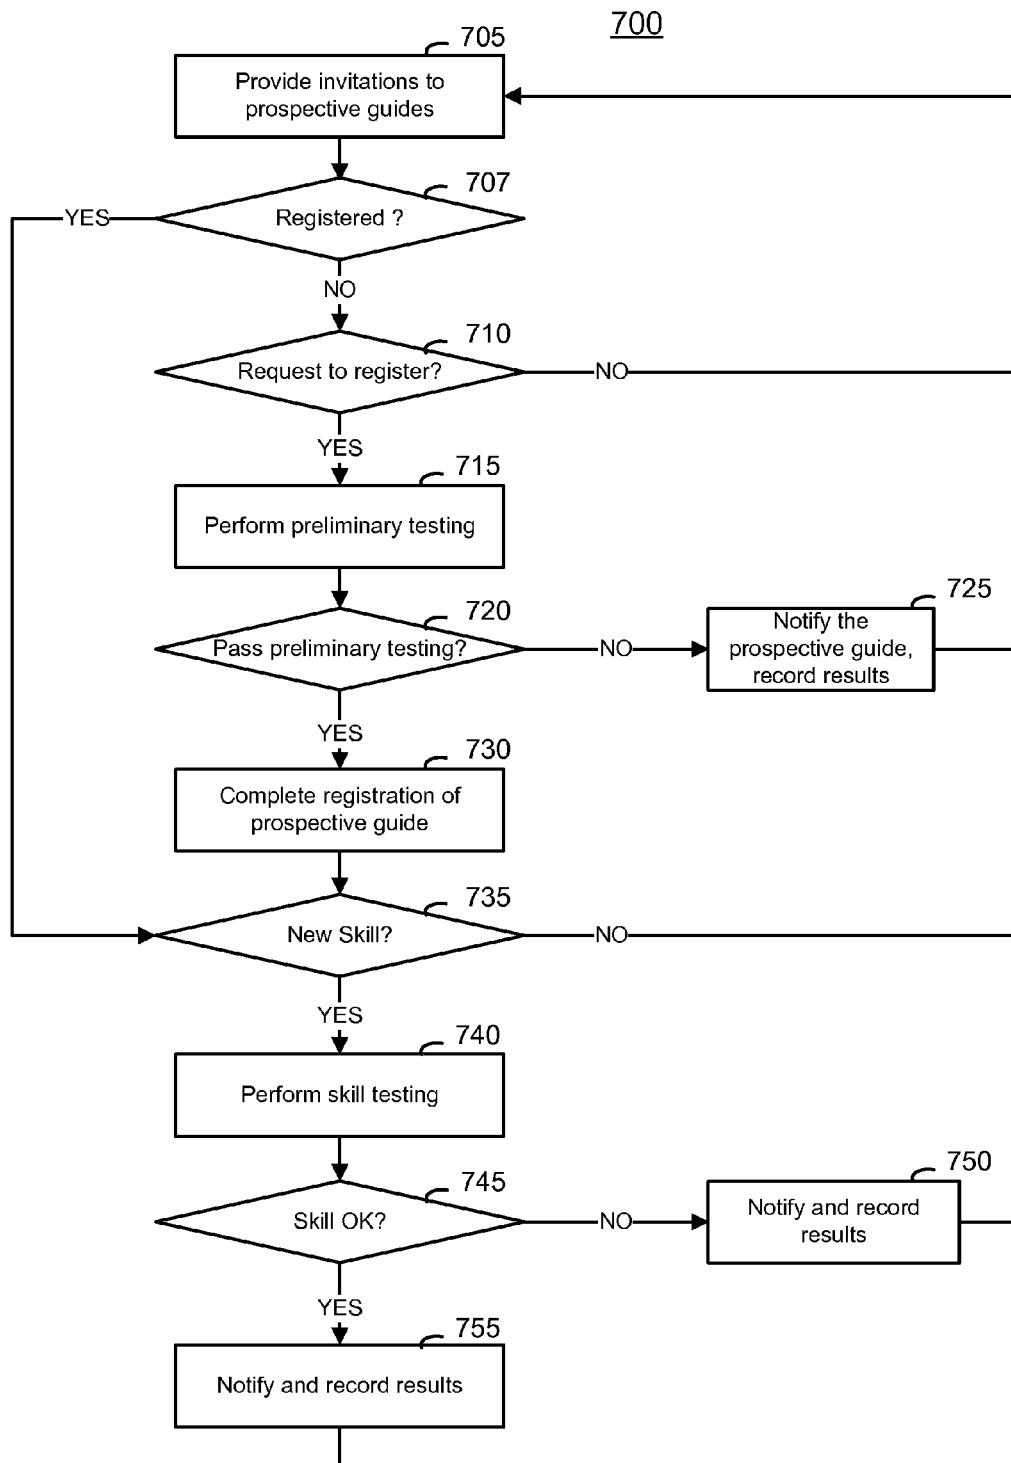 700
705
Provide invitations to
prospective guides
707
Registered ?
YES
NO
710
Request to register?
NO
YES
715
Perform preliminary testing
720
Pass preliminary testing?
NO
725
Notify the
prospective guide,
record results
YES
730
Complete registration of
prospective guide
735
New Skill?
NO
YES
740
Perform skill testing
745
Skill OK?
NO
750
Notify and record
results
YES
755
Notify and record results